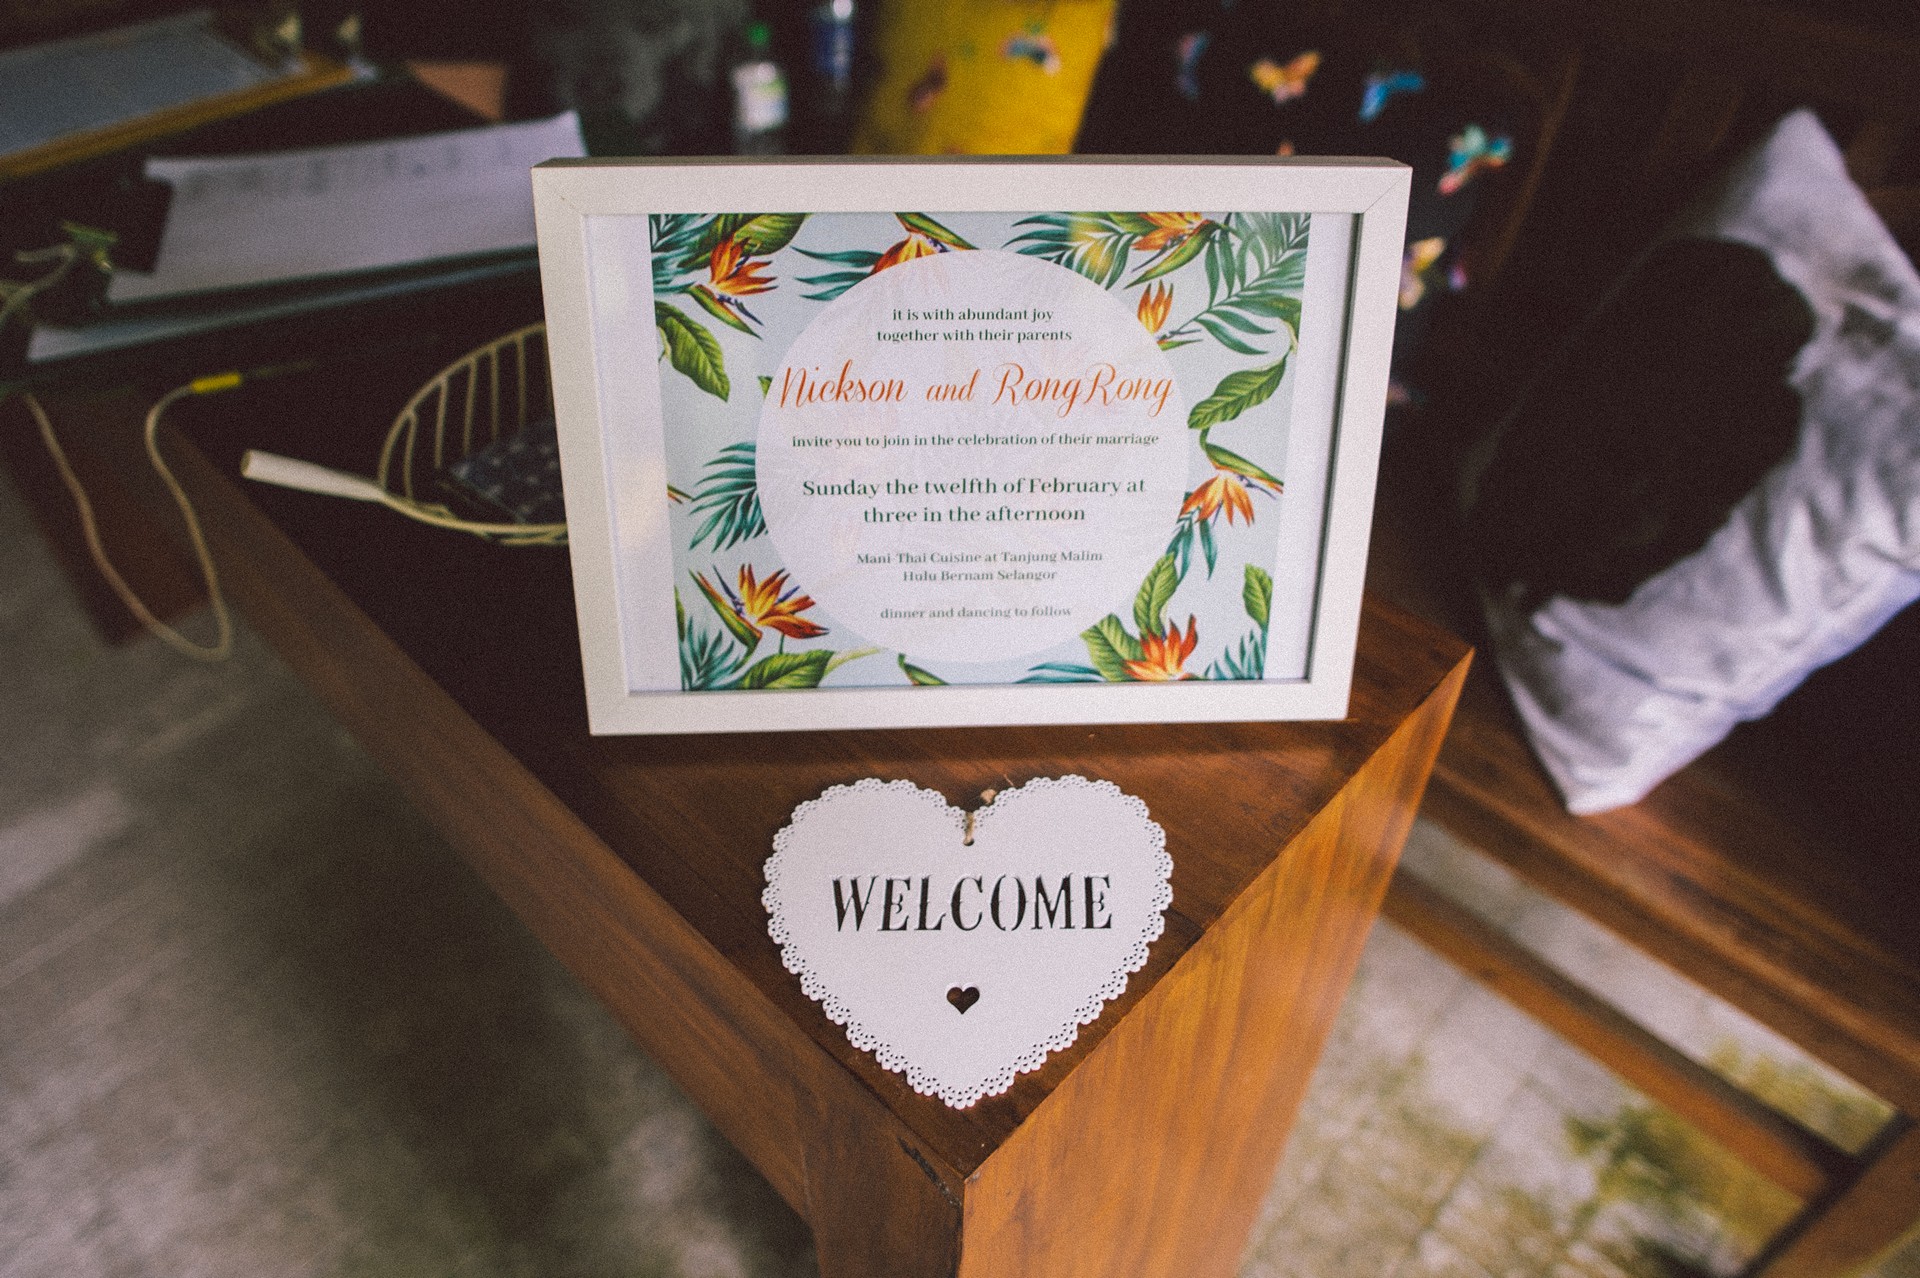 it is with abundant joy
together with their parents
Nickson and RongRong
invite you to join in the celebration of their marriage
Sunday the twelfth of February at
three in the afternoon
Mani-Thai Cuisine at Tanjung Malim
Hulu Bernam Selangor
dinner and dancing to follow
WELCOME